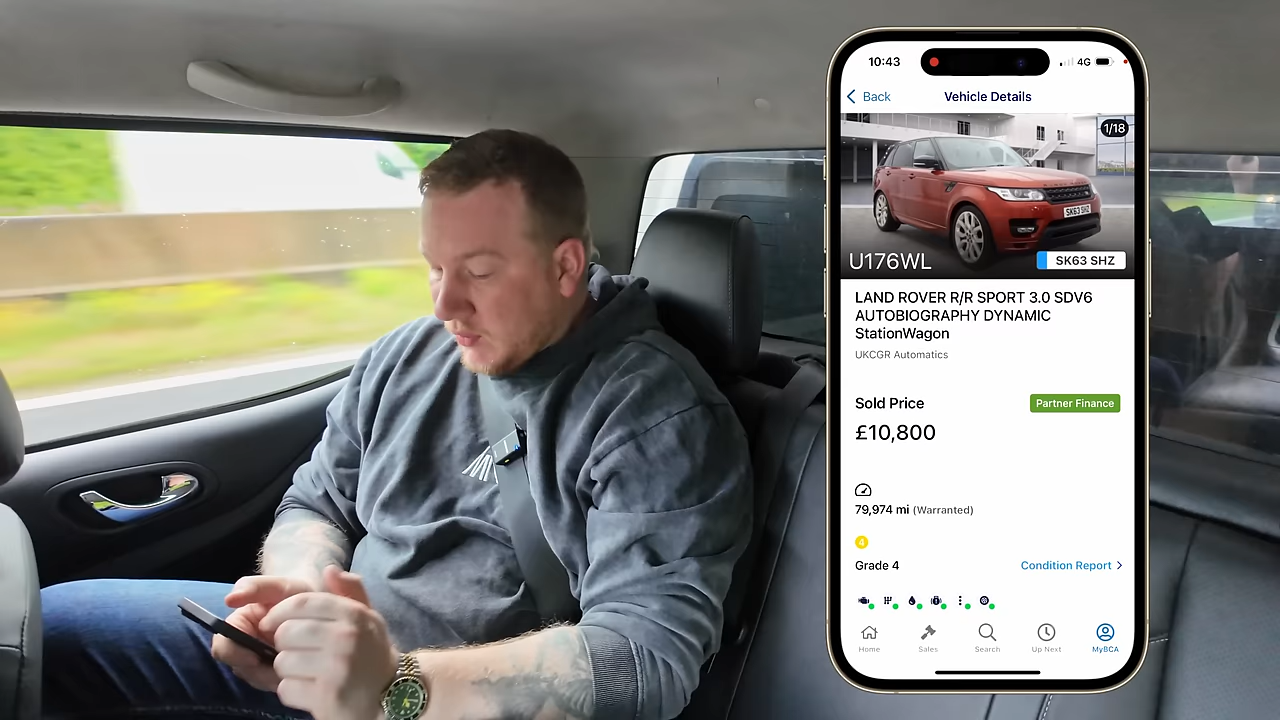 10:43
4G
Back
Vehicle Details
1/18
SK63 SHZ
U176WL
SK63 SHZ
LAND ROVER R/R SPORT 3.0 SDV6
AUTOBIOGRAPHY DYNAMIC
StationWagon
UKCGR Automatics
Sold Price
Partner Finance
£10,800
79,974 mi (Warranted)
4
Grade 4
Condition Report
Home
Sales
Search
Up Next
MyBCA